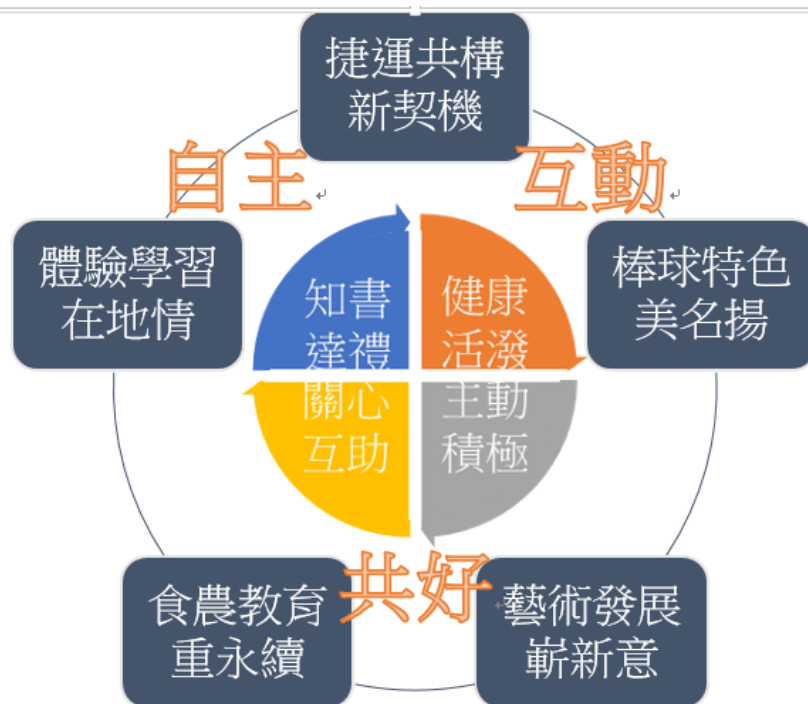 捷運共構
新契機
自主
互動
體驗學習
在地情
棒球特色
美名揚
知書
達禮
健康
活潑
關心
互助
主動
積極
共好
食農教育
重永續
藝術發展
嶄新意